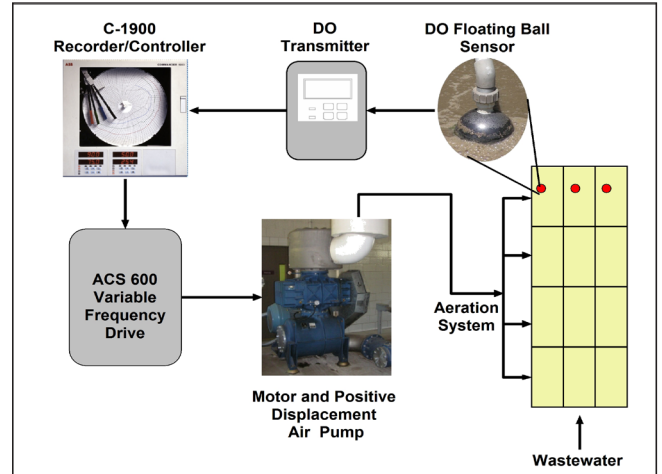 C-1900
Recorder/Controller
DO
Transmitter
DO Floating Ball
Sensor
ABB
ACS 600
Variable
Frequency
Drive
Aeration
System
Motor and Positive
Displacement
Air Pump
Wastewater